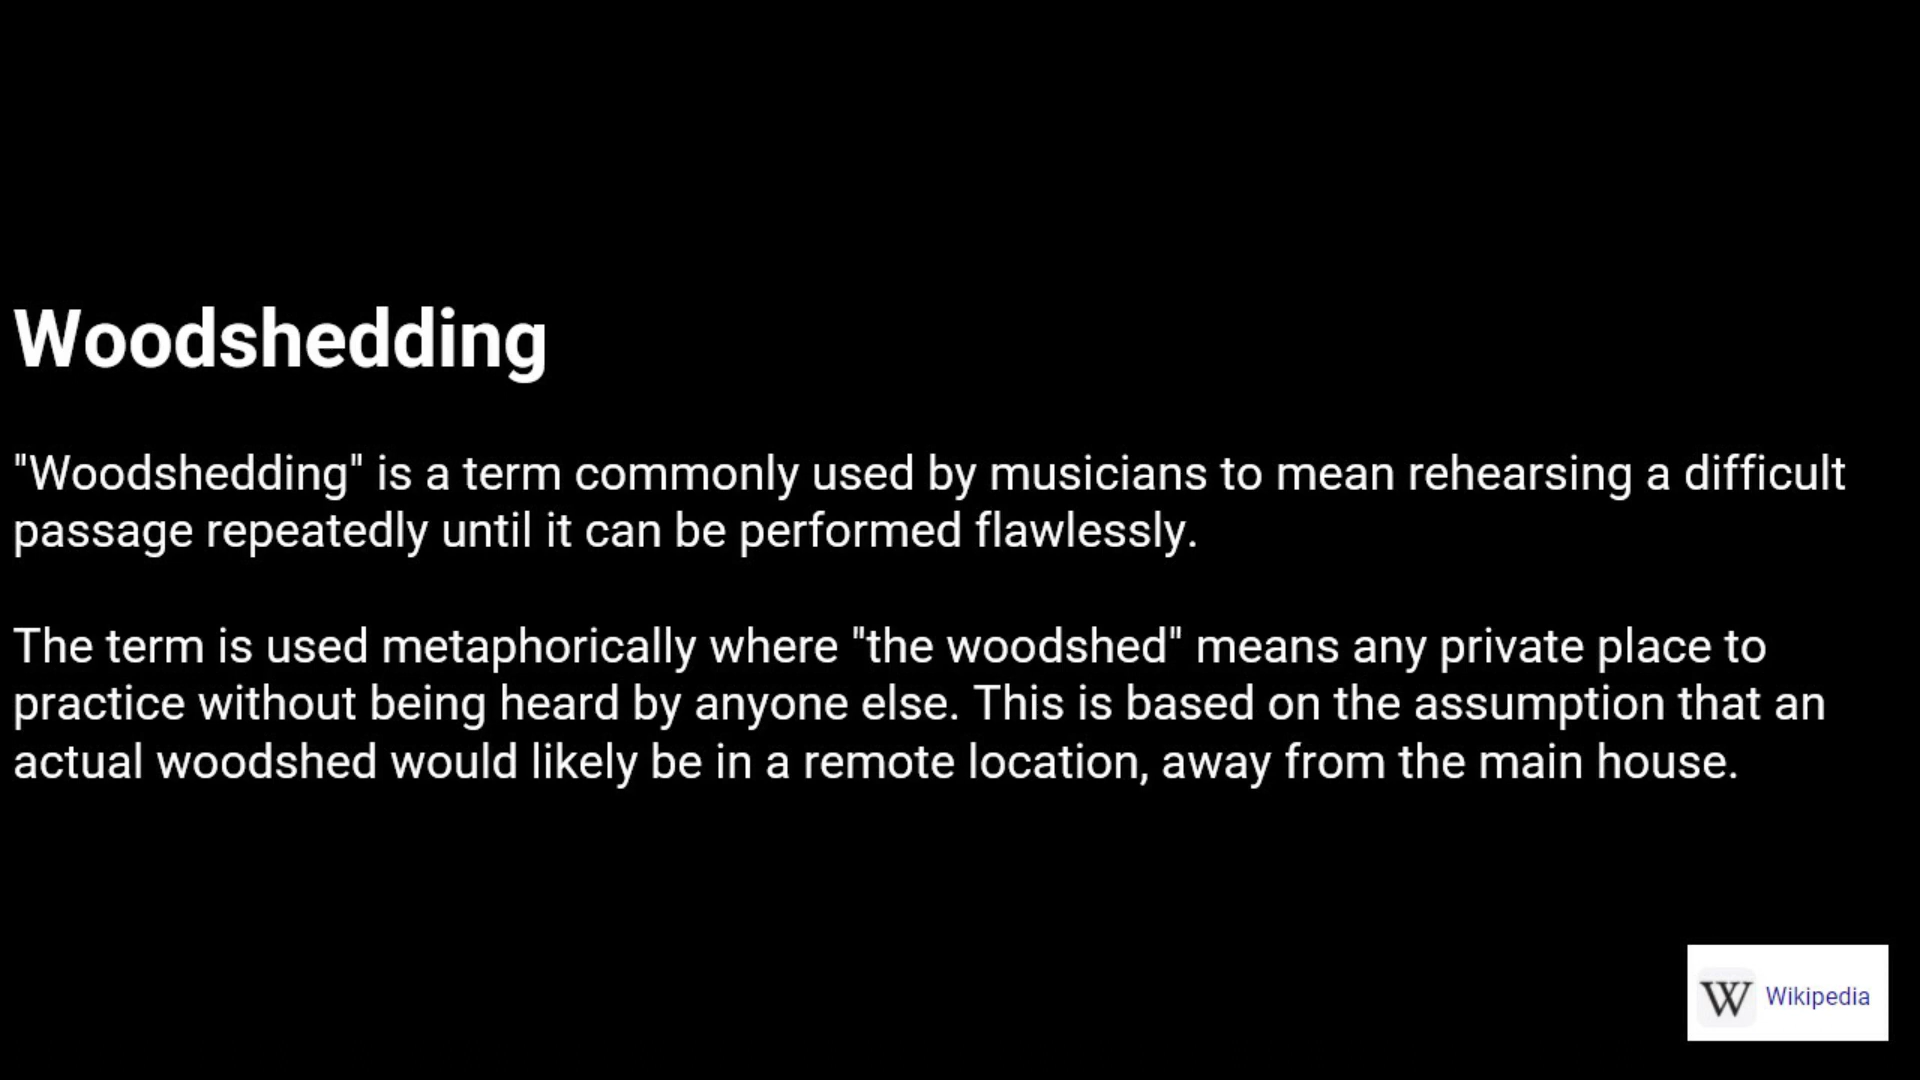 Woodshedding
"Woodshedding" is a term commonly used by musicians to mean rehearsing a difficult
passage repeatedly until it can be performed flawlessly.
The term is used metaphorically where "the woodshed" means any private place to
practice without being heard by anyone else. This is based on the assumption that an
actual woodshed would likely be in a remote location, away from the main house.
W Wikipedia